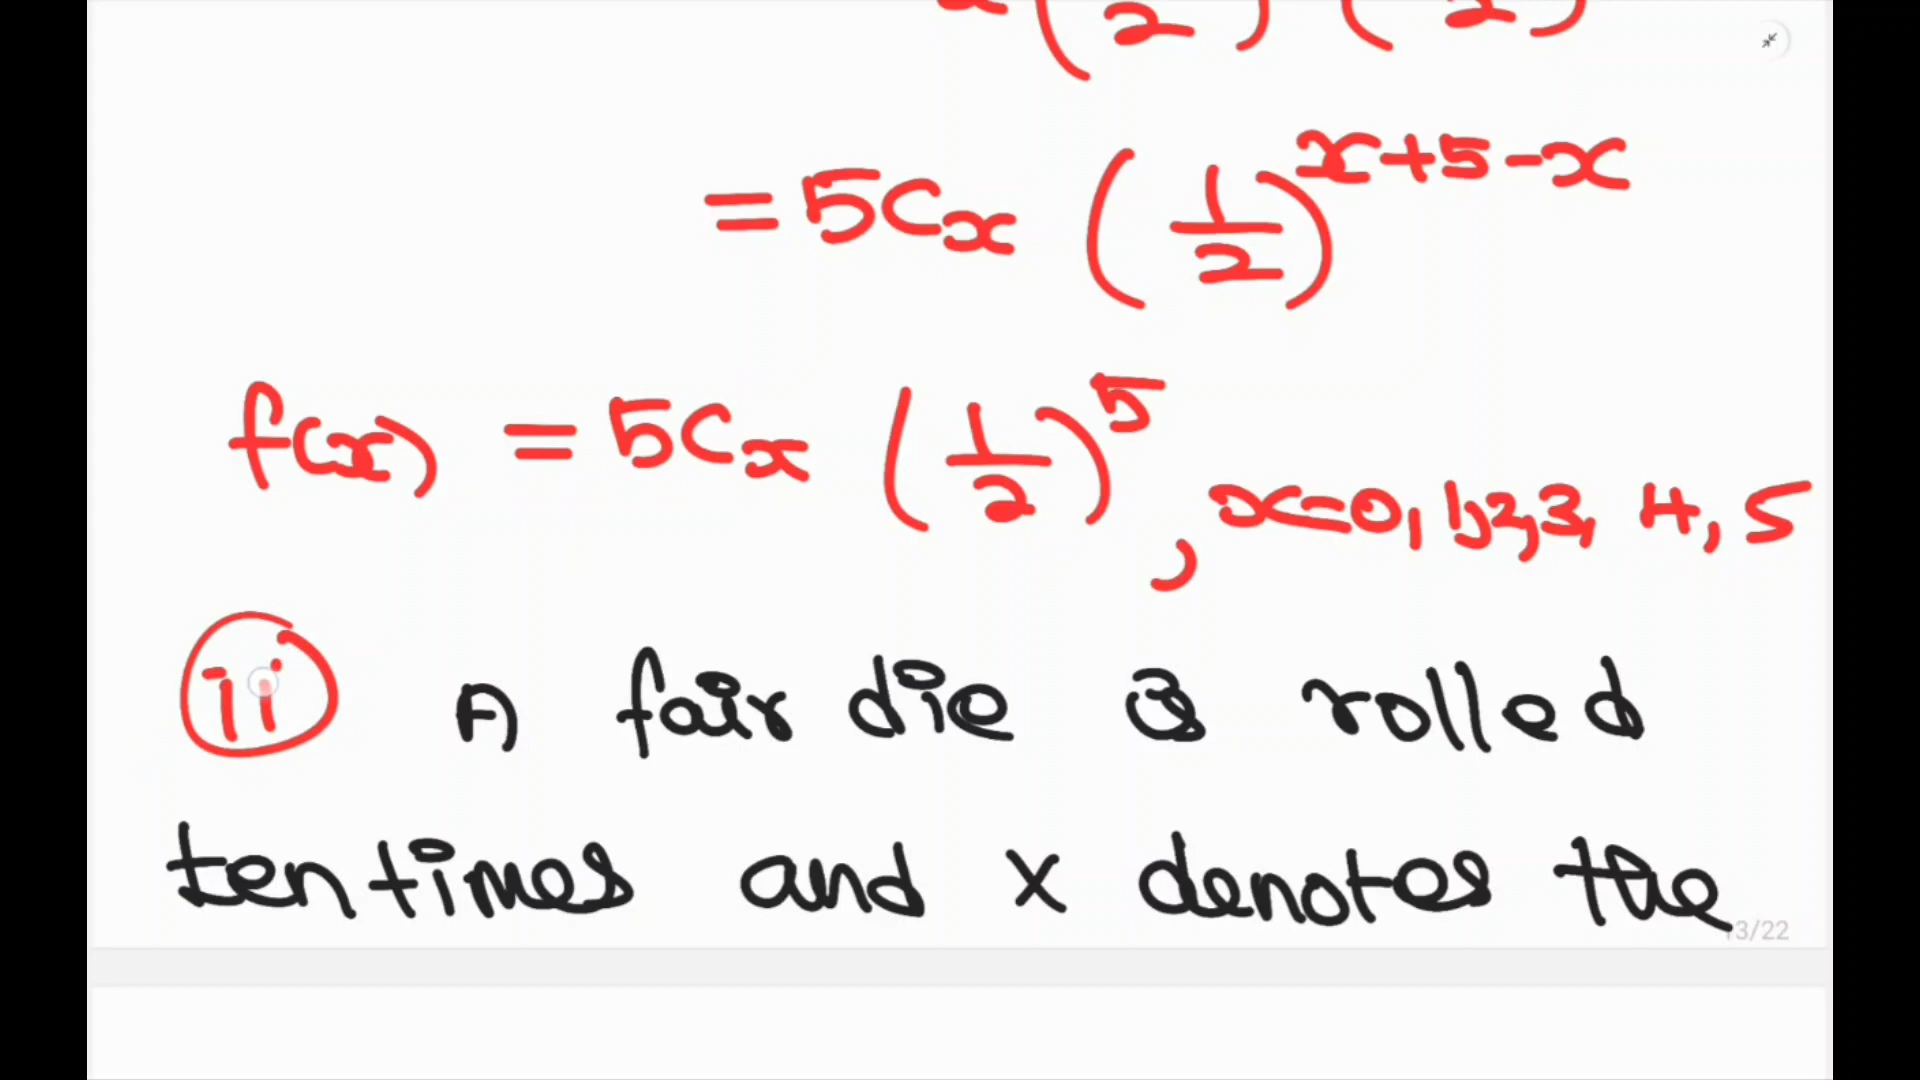 = 5Cx (1/2)^x+5-x
f(x) = 5Cx (1/2)^5, x=0,1,2,3,4,5
ii A fair die is rolled
ten times and x denotes the
13/22